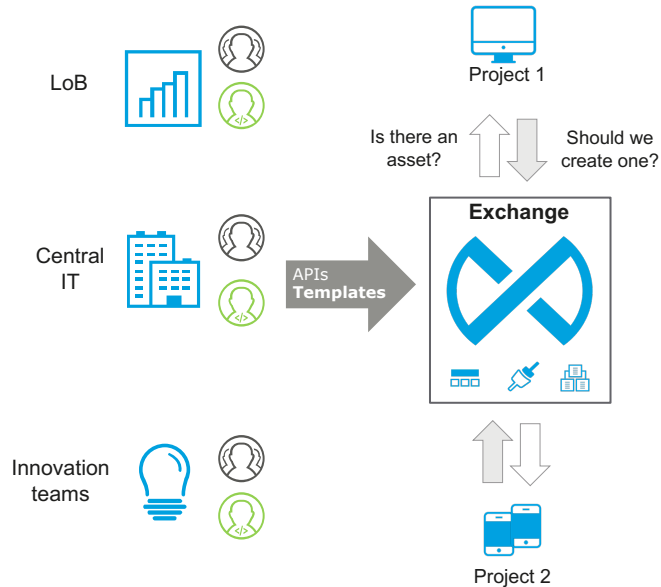 LoB
Central
IT
Innovation
teams
APIs
Templates
Project 1
Is there an
asset?
Should we
create one?
Exchange
Project 2